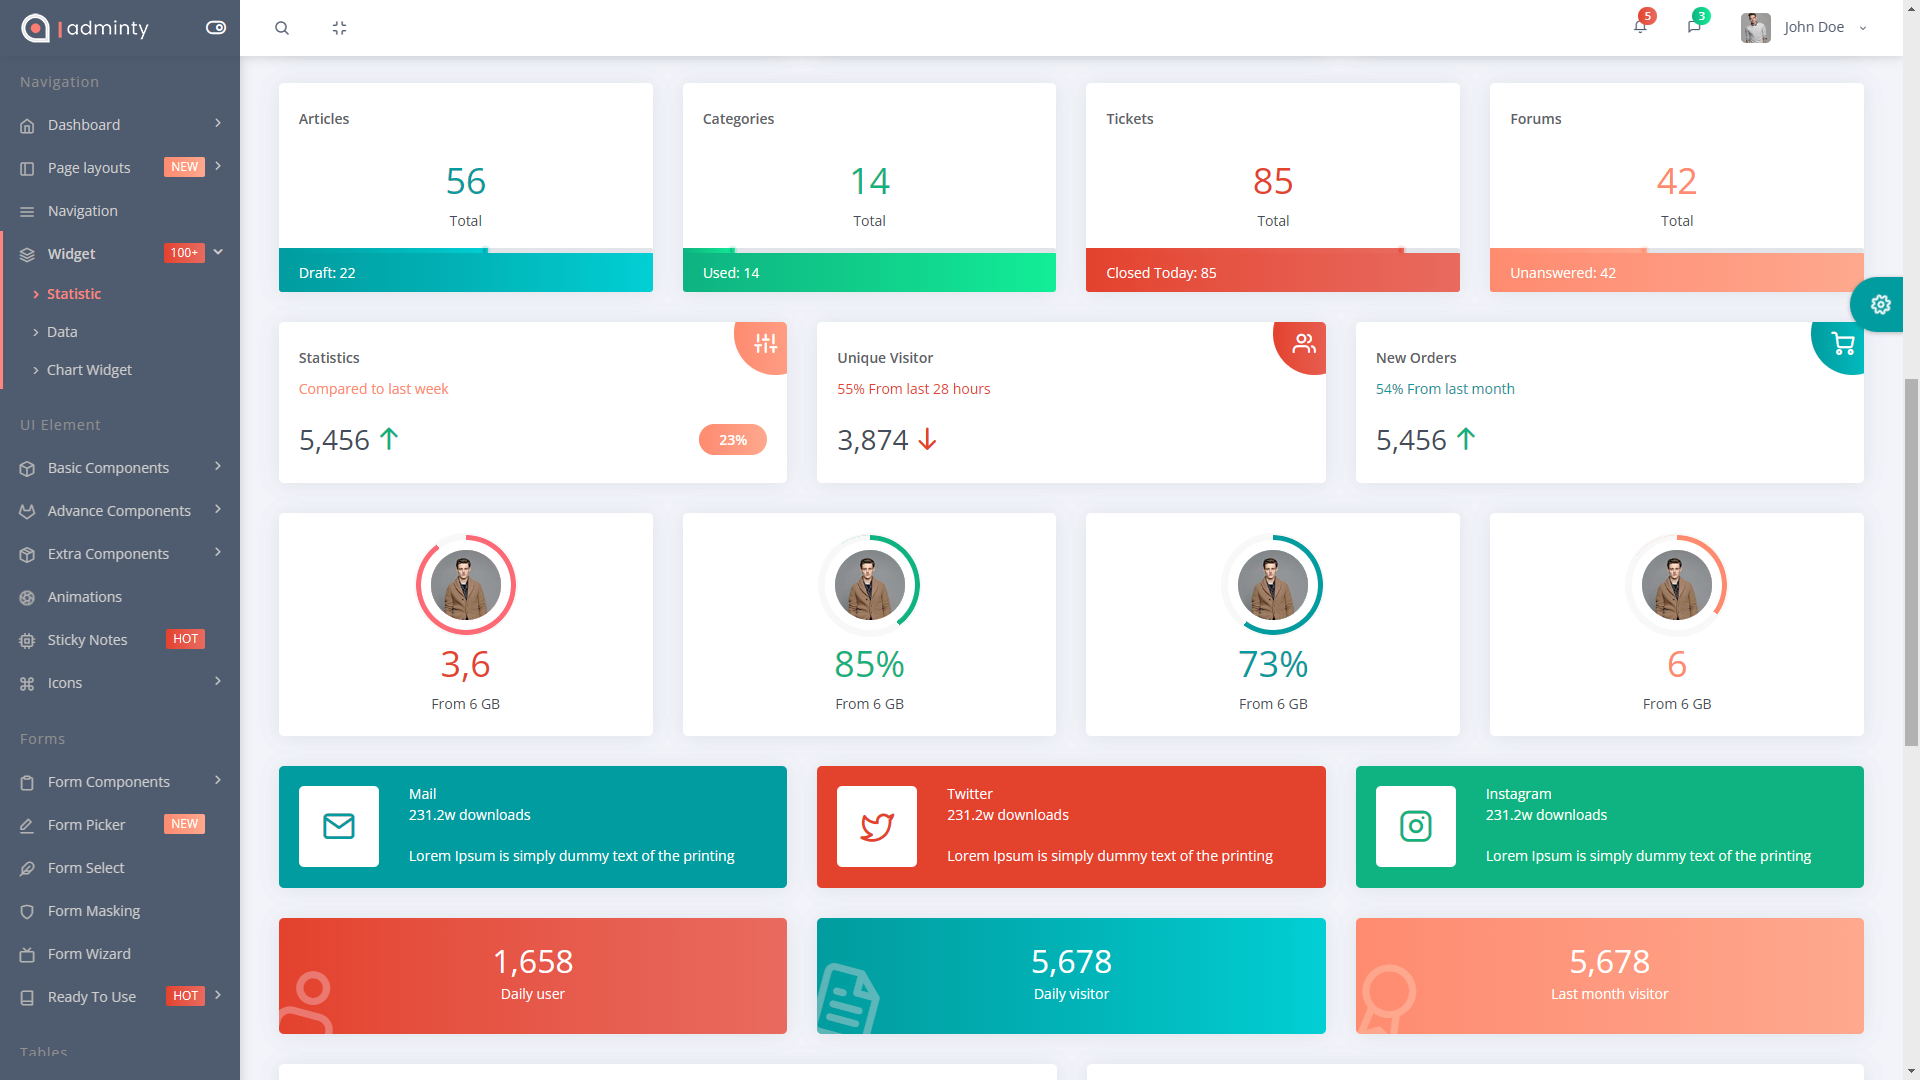 adminty
5
3
John Doe
Navigation
Dashboard
Page layouts NEW
Navigation
Widget 100+
Statistic
Data
Chart Widget
UI Element
Basic Components
Advance Components
Extra Components
Animations
Sticky Notes HOT
Icons
Forms
Form Components
Form Picker NEW
Form Select
Form Masking
Form Wizard
Ready To Use HOT
Tables
Articles
56
Total
Draft: 22
Categories
14
Total
Used: 14
Tickets
85
Total
Closed Today: 85
Forums
42
Total
Unanswered: 42
Statistics
Compared to last week
5,456
23%
Unique Visitor
55% From last 28 hours
3,874
New Orders
54% From last month
5,456
3,6
From 6 GB
85%
From 6 GB
73%
From 6 GB
6
From 6 GB
Mail
231.2w downloads
Lorem Ipsum is simply dummy text of the printing
Twitter
231.2w downloads
Lorem Ipsum is simply dummy text of the printing
Instagram
231.2w downloads
Lorem Ipsum is simply dummy text of the printing
1,658
Daily user
5,678
Daily visitor
5,678
Last month visitor